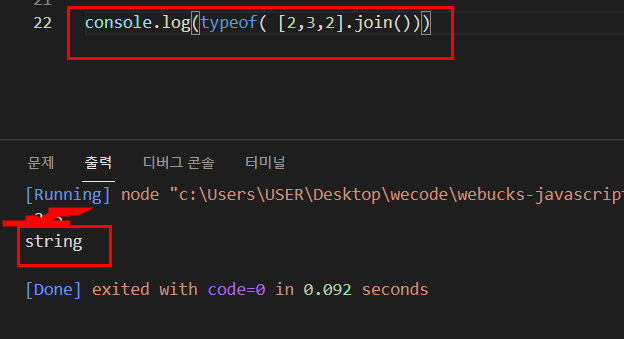 21
22 console.log(typeof( [2,3,2].join()))
문제 출력 디버그 콘솔 터미널
[Running] node "c:\Users\USER\Desktop\wecode\webucks-javascript
string
[Done] exited with code=0 in 0.092 seconds